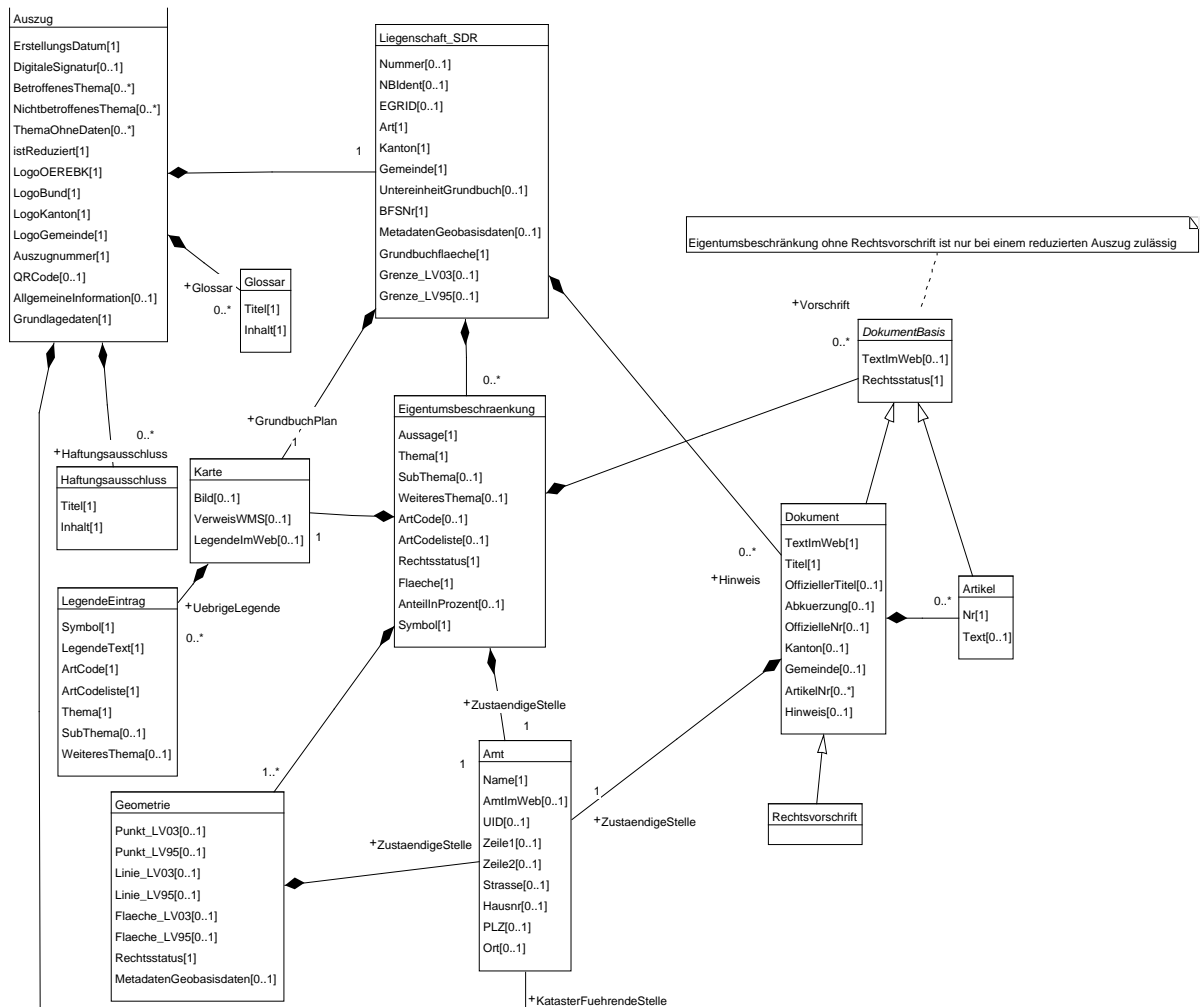 Auszug
ErstellungsDatum[1]
DigitaleSignatur[0..1]
BetroffenesThema[0..*]
NichtbetroffenesThema[0..*]
ThemaOhneDaten[0..*]
istReduziert[1]
LogoOEREBK[1]
LogoBund[1]
LogoKanton[1]
LogoGemeinde[1]
Auszugnummer[1]
QRCode[0..1]
AllgemeineInformation[0..1]
Grundlagedaten[1]
Liegenschaft_SDR
Nummer[0..1]
NBIdent[0..1]
EGRID[0..1]
Art[1]
Kanton[1]
Gemeinde[1]
UntereinheitGrundbuch[0..1]
BFSNr[1]
MetadatenGeobasisdaten[0..1]
Grundbuchflaeche[1]
Grenze_LV03[0..1]
Grenze_LV95[0..1]
1
Eigentumsbeschränkung ohne Rechtsvorschrift ist nur bei einem reduzierten Auszug zulässig
+Glossar
0..*
Glossar
Titel[1]
Inhalt[1]
+Vorschrift
0..*
DokumentBasis
TextImWeb[0..1]
Rechtsstatus[1]
0..*
+Haftungsausschluss
Haftungsausschluss
Titel[1]
Inhalt[1]
+GrundbuchPlan
1
Karte
Bild[0..1]
VerweisWMS[0..1]
LegendeImWeb[0..1]
1
0..*
Eigentumsbeschraenkung
Aussage[1]
Thema[1]
SubThema[0..1]
WeiteresThema[0..1]
ArtCode[0..1]
ArtCodeliste[0..1]
Rechtsstatus[1]
Flaeche[1]
AnteilInProzent[0..1]
Symbol[1]
0..*
+Hinweis
Dokument
TextImWeb[1]
Titel[1]
OffiziellerTitel[0..1]
Abkuerzung[0..1]
OffizielleNr[0..1]
Kanton[0..1]
Gemeinde[0..1]
ArtikelNr[0..*]
Hinweis[0..1]
0..*
Artikel
Nr[1]
Text[0..1]
LegendeEintrag
Symbol[1]
LegendeText[1]
ArtCode[1]
ArtCodeliste[1]
Thema[1]
SubThema[0..1]
WeiteresThema[0..1]
+UebrigeLegende
0..*
+ZustaendigeStelle
1
1
1..*
Geometrie
Punkt_LV03[0..1]
Punkt_LV95[0..1]
Linie_LV03[0..1]
Linie_LV95[0..1]
Flaeche_LV03[0..1]
Flaeche_LV95[0..1]
Rechtsstatus[1]
MetadatenGeobasisdaten[0..1]
+ZustaendigeStelle
Amt
Name[1]
AmtImWeb[0..1]
UID[0..1]
Zeile1[0..1]
Zeile2[0..1]
Strasse[0..1]
Hausnr[0..1]
PLZ[0..1]
Ort[0..1]
1
+ZustaendigeStelle
Rechtsvorschrift
+KatasterFuehrendeStelle